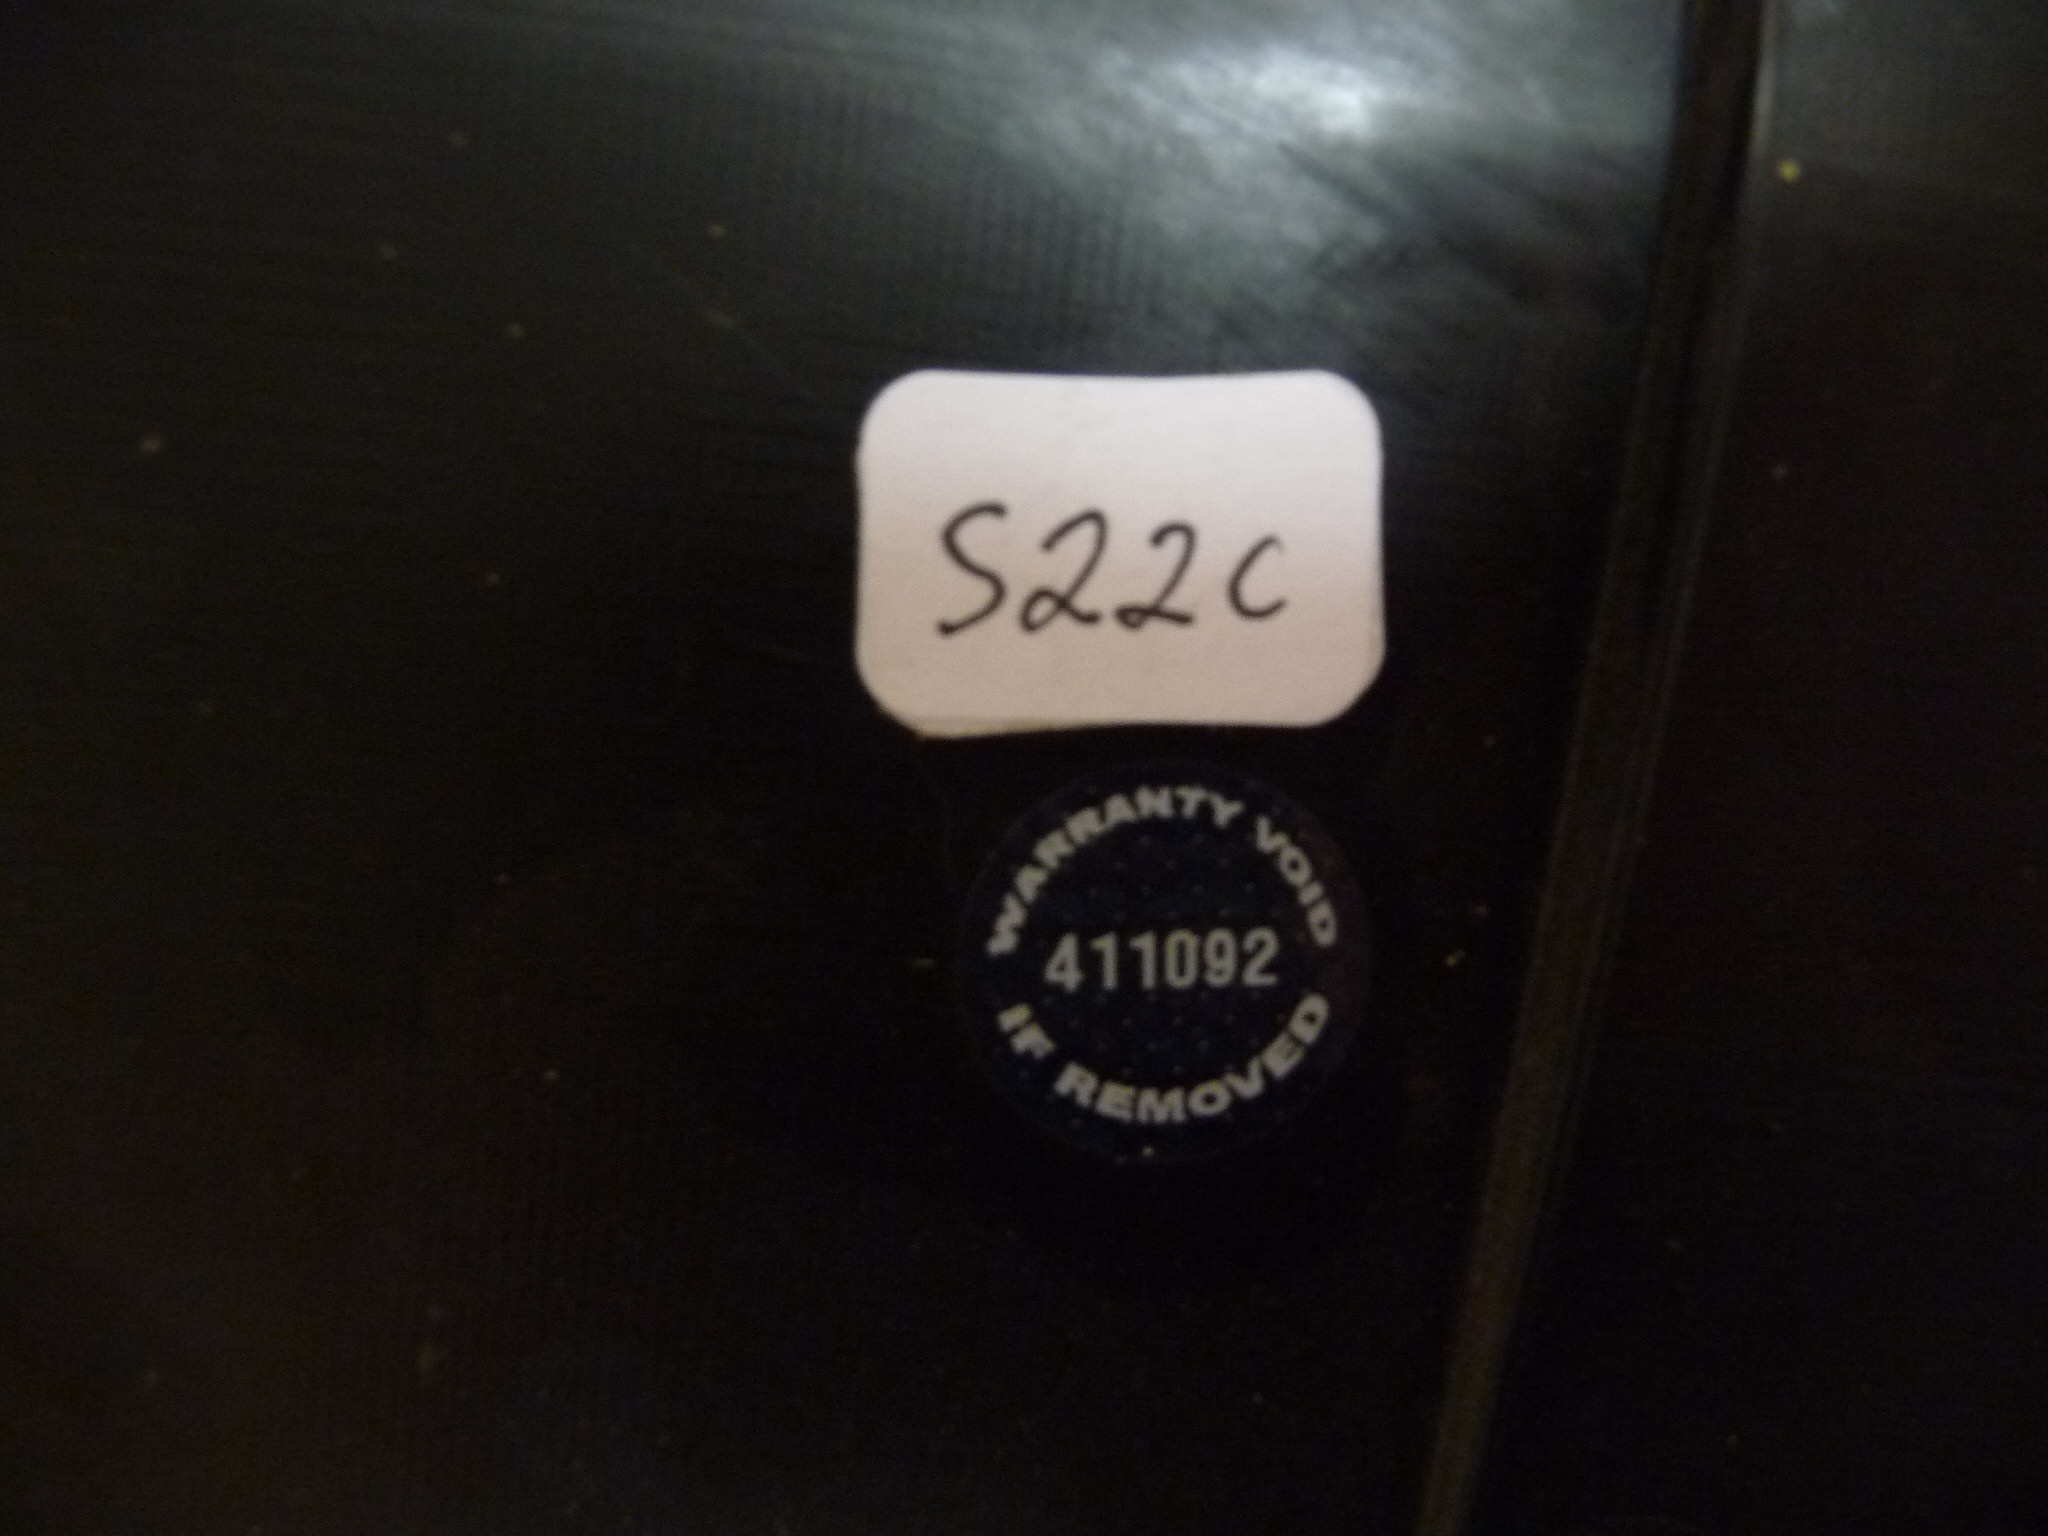 S22C
WARRANTY VOID
411092
IF REMOVED